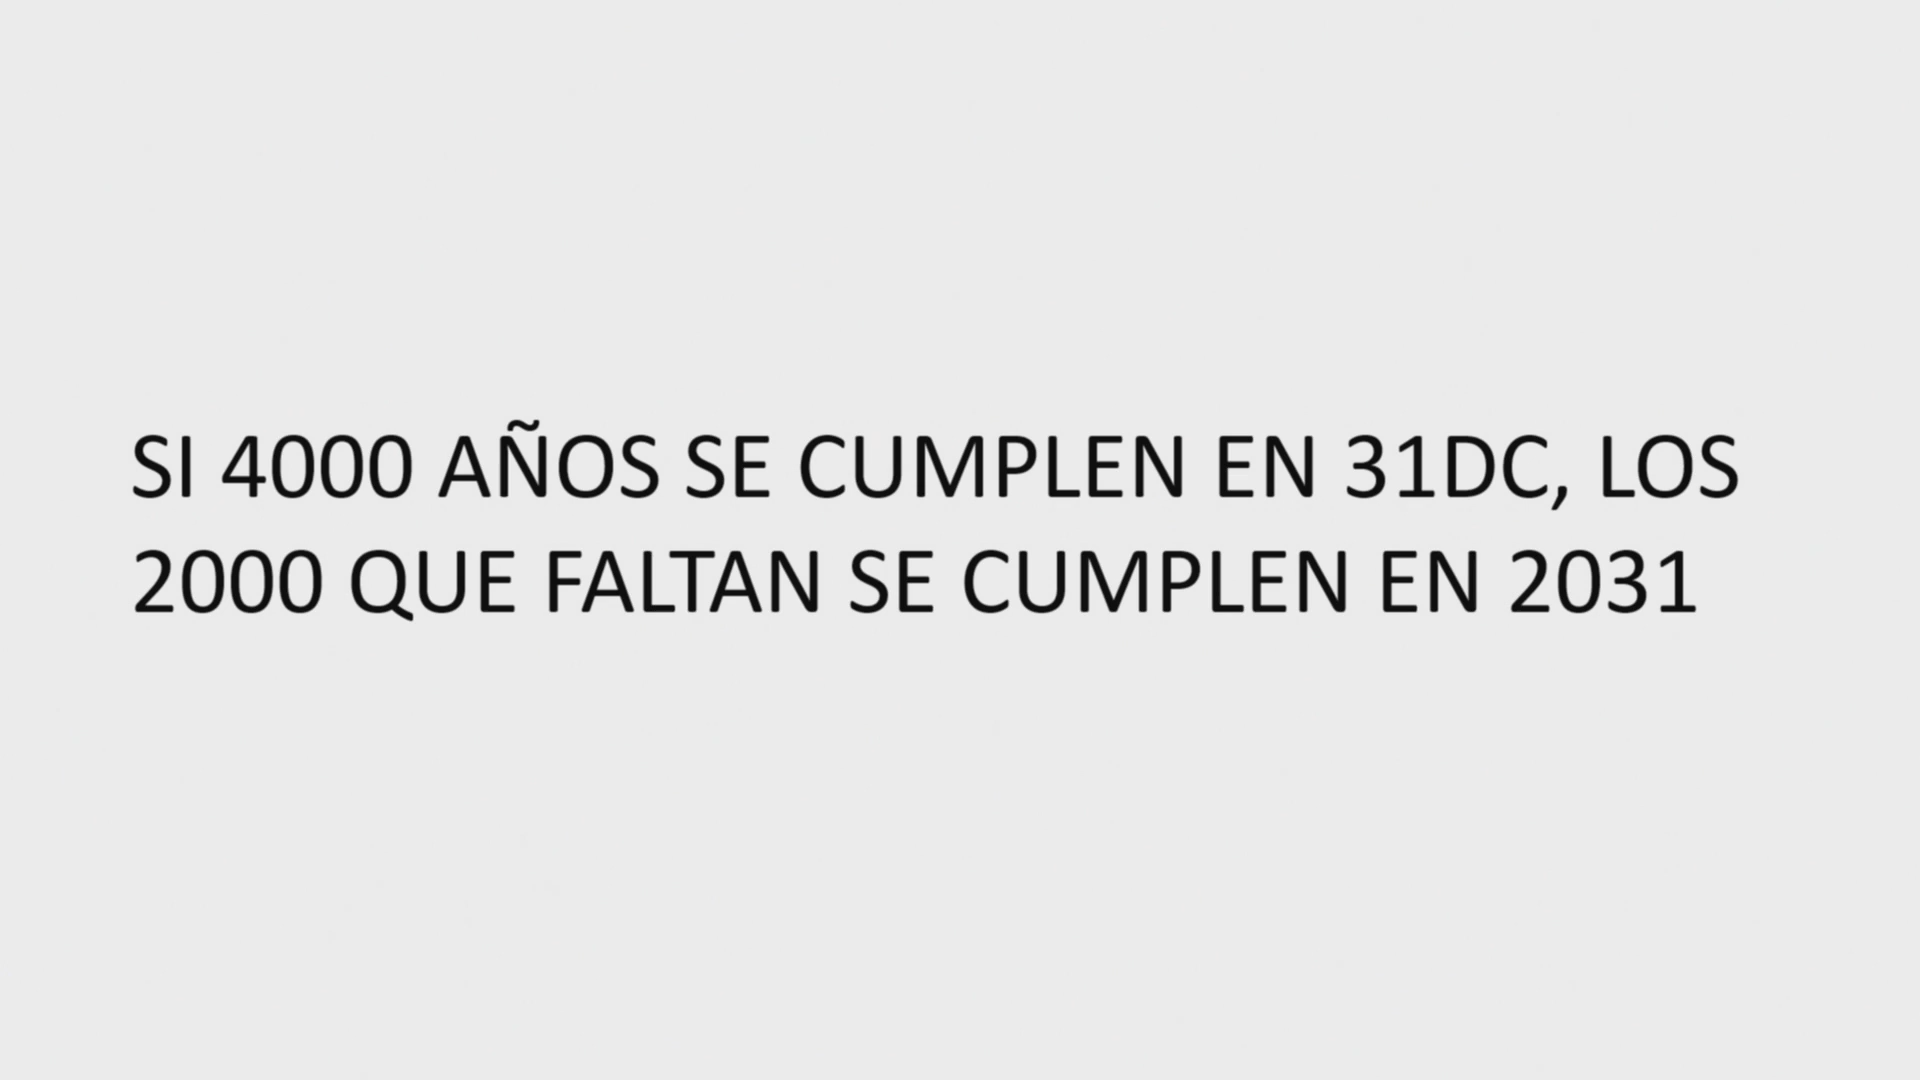 SI 4000 AÑOS SE CUMPLEN EN 31DC, LOS
2000 QUE FALTAN SE CUMPLEN EN 2031